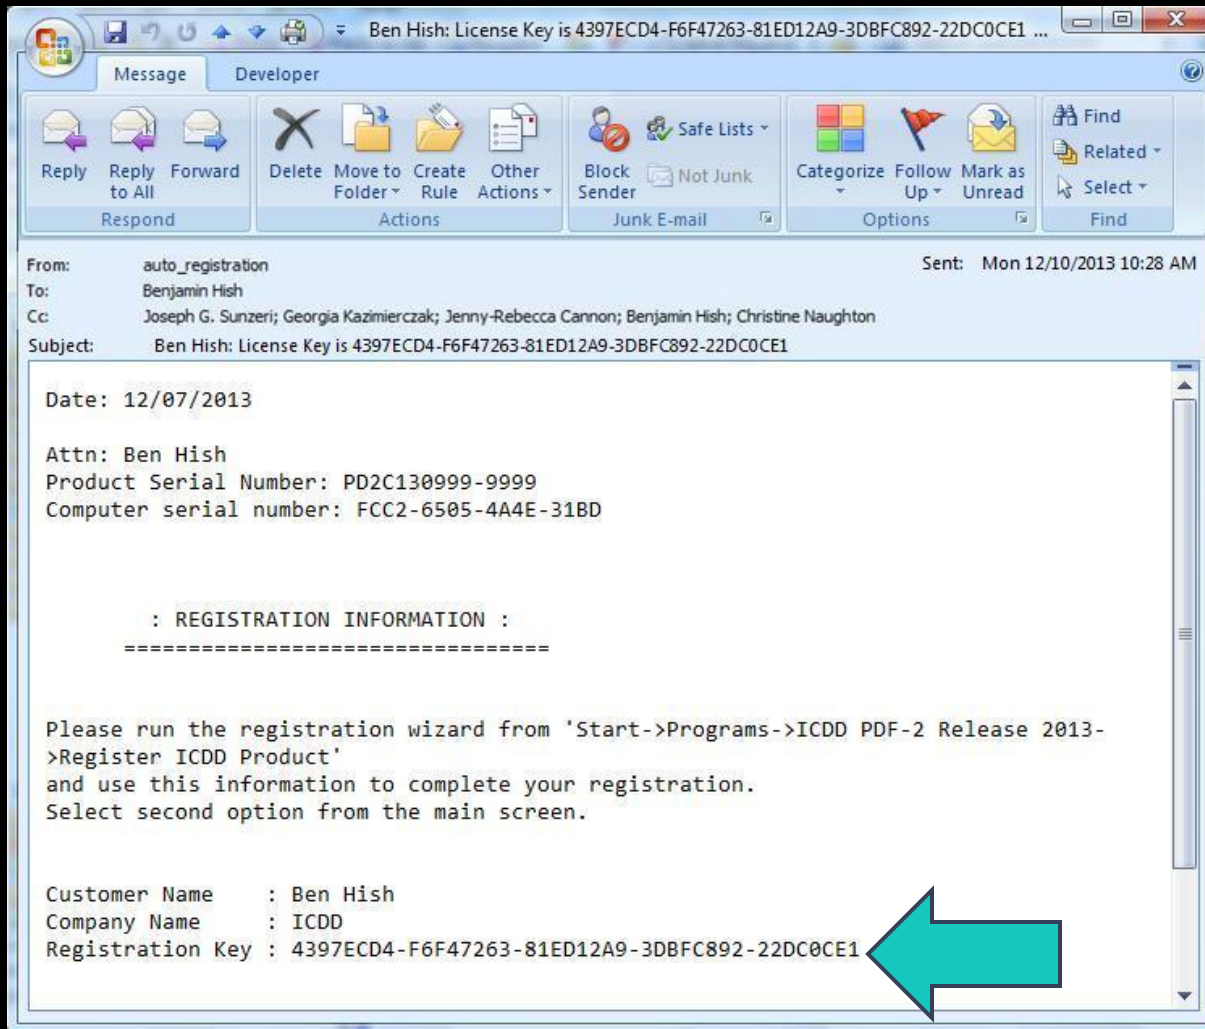 Ben Hish: License Key is 4397ECD4-F6F47263-81ED12A9-3DBFC892-22DC0CE1 ...
Message Developer
Reply Reply to All Forward Delete Move to Folder Create Rule Other Actions Block Sender Safe Lists Not Junk Categorize Follow Up Mark as Unread Find Related Select
Respond Actions Junk E-mail Options Find
From: auto_registration Sent: Mon 12/10/2013 10:28 AM
To: Benjamin Hish
Cc: Joseph G. Sunzeri; Georgia Kazimierczak; Jenny-Rebecca Cannon; Benjamin Hish; Christine Naughton
Subject: Ben Hish: License Key is 4397ECD4-F6F47263-81ED12A9-3DBFC892-22DC0CE1
Date: 12/07/2013
Attn: Ben Hish
Product Serial Number: PD2C130999-9999
Computer serial number: FCC2-6505-4A4E-31BD
: REGISTRATION INFORMATION :
=================================
Please run the registration wizard from 'Start->Programs->ICDD PDF-2 Release 2013-
>Register ICDD Product'
and use this information to complete your registration.
Select second option from the main screen.
Customer Name : Ben Hish
Company Name : ICDD
Registration Key : 4397ECD4-F6F47263-81ED12A9-3DBFC892-22DC0CE1